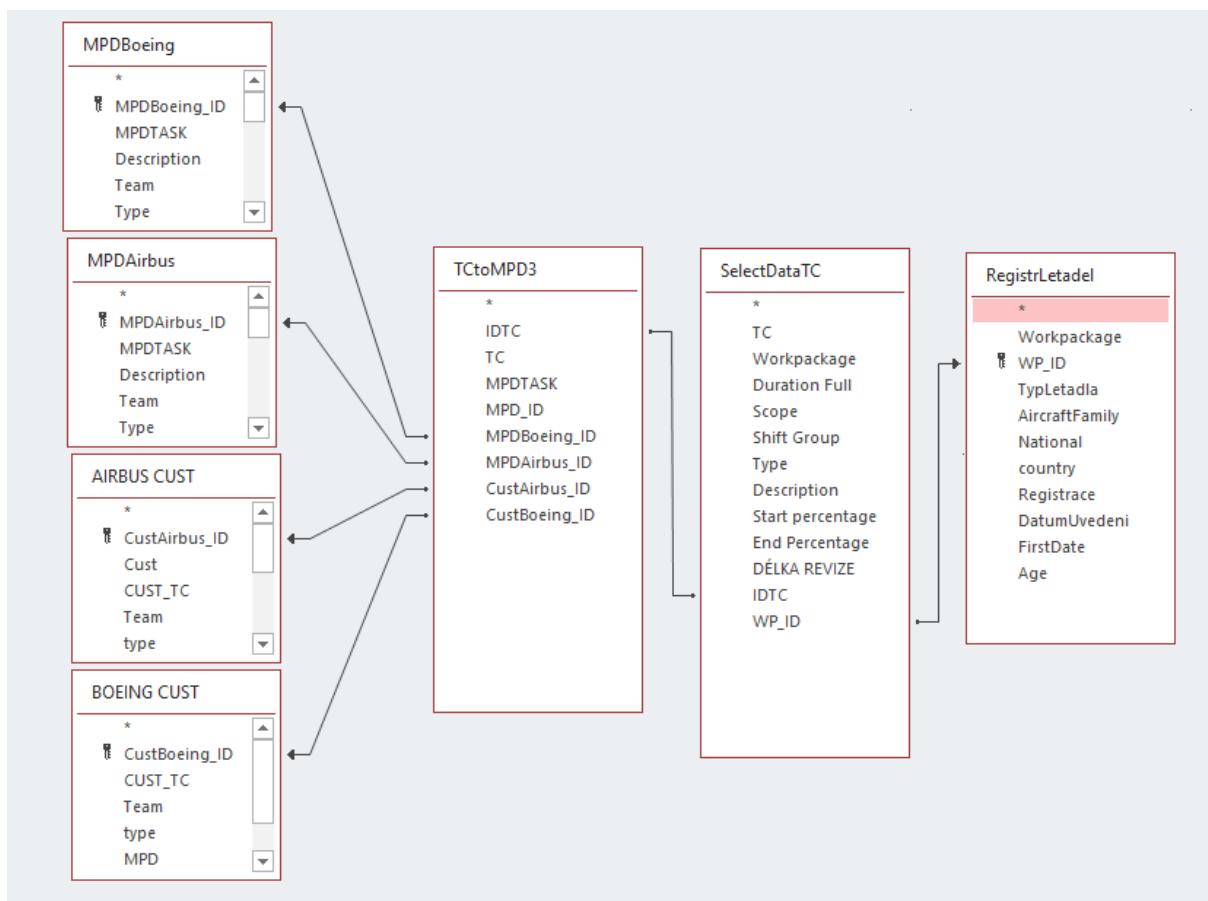 MPDBoeing
*
MPDBoeing_ID
MPDTASK
Description
Team
Type
MPDAirbus
*
MPDAirbus_ID
MPDTASK
Description
Team
Type
AIRBUS CUST
*
CustAirbus_ID
Cust
CUST_TC
Team
type
BOEING CUST
*
CustBoeing_ID
CUST_TC
Team
type
MPD
TCtoMPD3
*
IDTC
TC
MPDTASK
MPD_ID
MPDBoeing_ID
MPDAirbus_ID
CustAirbus_ID
CustBoeing_ID
SelectDataTC
*
TC
Workpackage
Duration Full
Scope
Shift Group
Type
Description
Start percentage
End Percentage
DÉLKA REVIZE
IDTC
WP_ID
RegistrLetadel
*
Workpackage
WP_ID
TypLetadla
AircraftFamily
National
country
Registrace
DatumUvedeni
FirstDate
Age